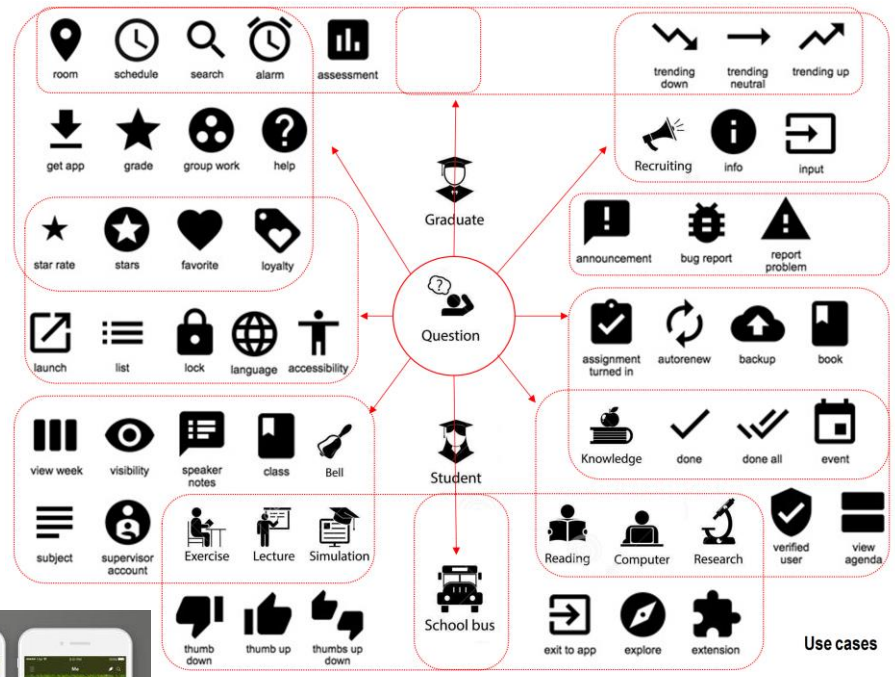 room schedule search alarm assessment
trending down trending neutral trending up
get app grade group work help
Recruiting info input
Graduate
star rate stars favorite loyalty
announcement bug report report problem
?
Question
launch list lock language accessibility
assignment turned in autorenew backup book
view week visibility speaker notes class Bell
Student
Knowledge done done all event
subject supervisor account Exercise Lecture Simulation
Reading Computer Research verified user view agenda
thumb down thumb up thumbs up down
School bus
exit to app explore extension
Use cases
Me